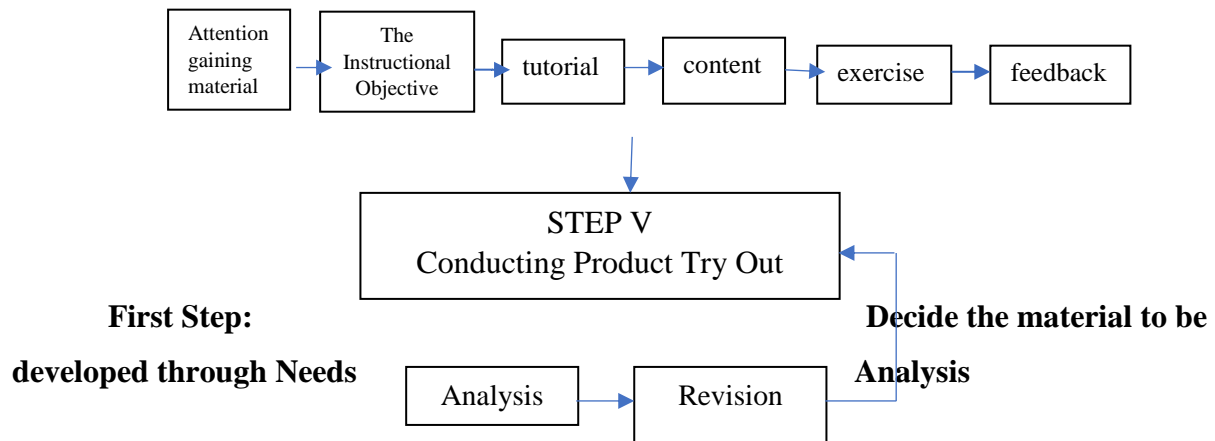 Attention
gaining
material
The
Instructional
Objective
tutorial
content
exercise
feedback
STEP V
Conducting Product Try Out
First Step: Decide the material to be
developed through Needs Analysis
Analysis
Revision